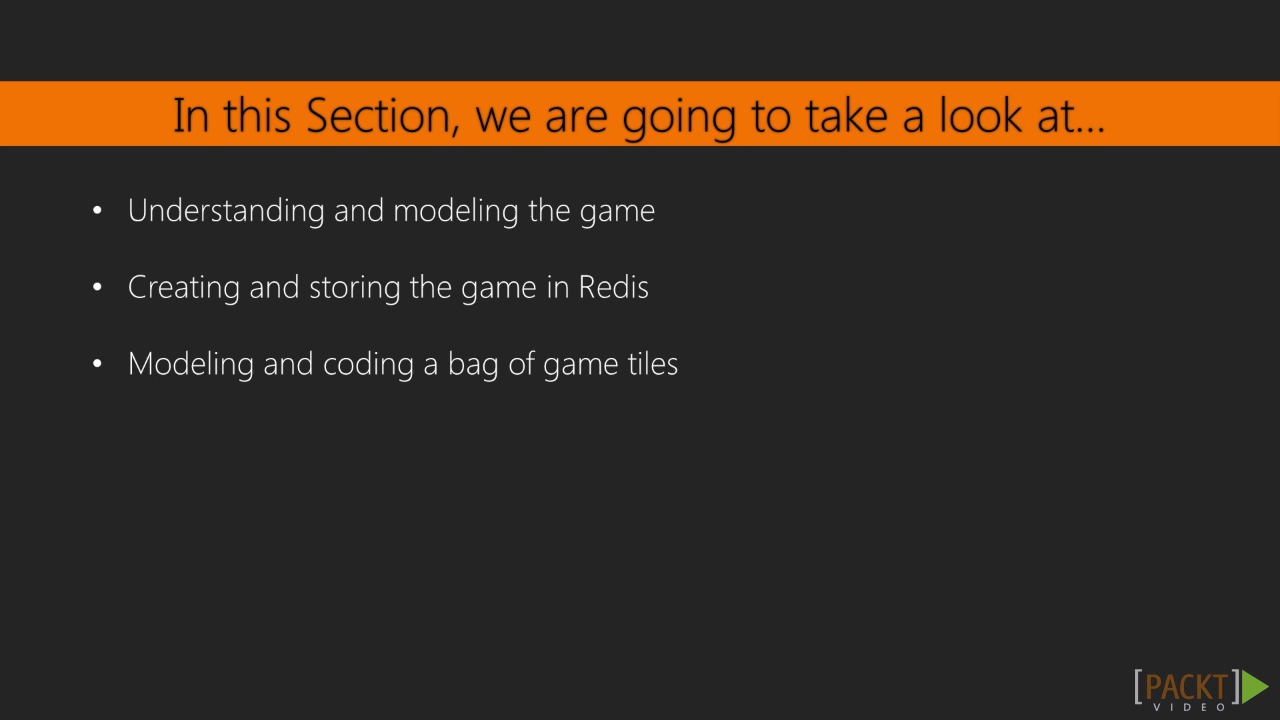 In this Section, we are going to take a look at...
• Understanding and modeling the game
• Creating and storing the game in Redis
• Modeling and coding a bag of game tiles
[PACKT]
VIDEO